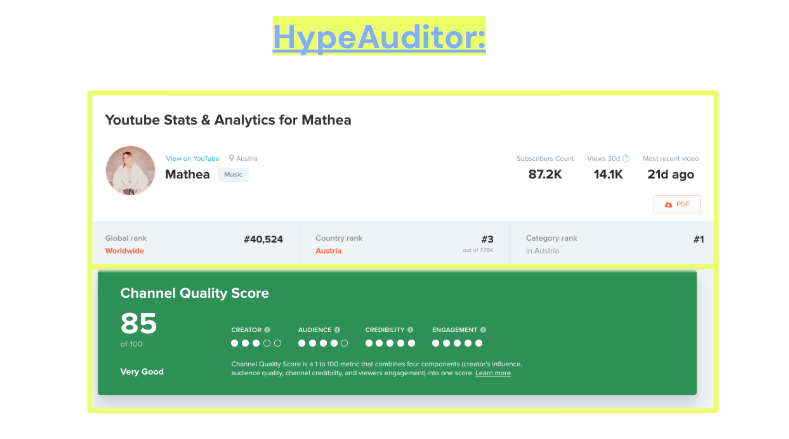 HypeAuditor:
Youtube Stats & Analytics for Mathea
View on YouTube Austria
Mathea Music
Subscribers Count Views 30d Most recent video
87.2K 14.1K 21d ago
PDF
Global rank #40,524
Worldwide
Country rank #3
Austria out of 7.78K
Category rank #1
in Austria
Channel Quality Score
85
of 100
Very Good
CREATOR AUDIENCE CREDIBILITY ENGAGEMENT
Channel Quality Score is a 1 to 100 metric that combines four components (creator's influence,
audience quality, channel credibility, and viewers engagement) into one score. Learn more